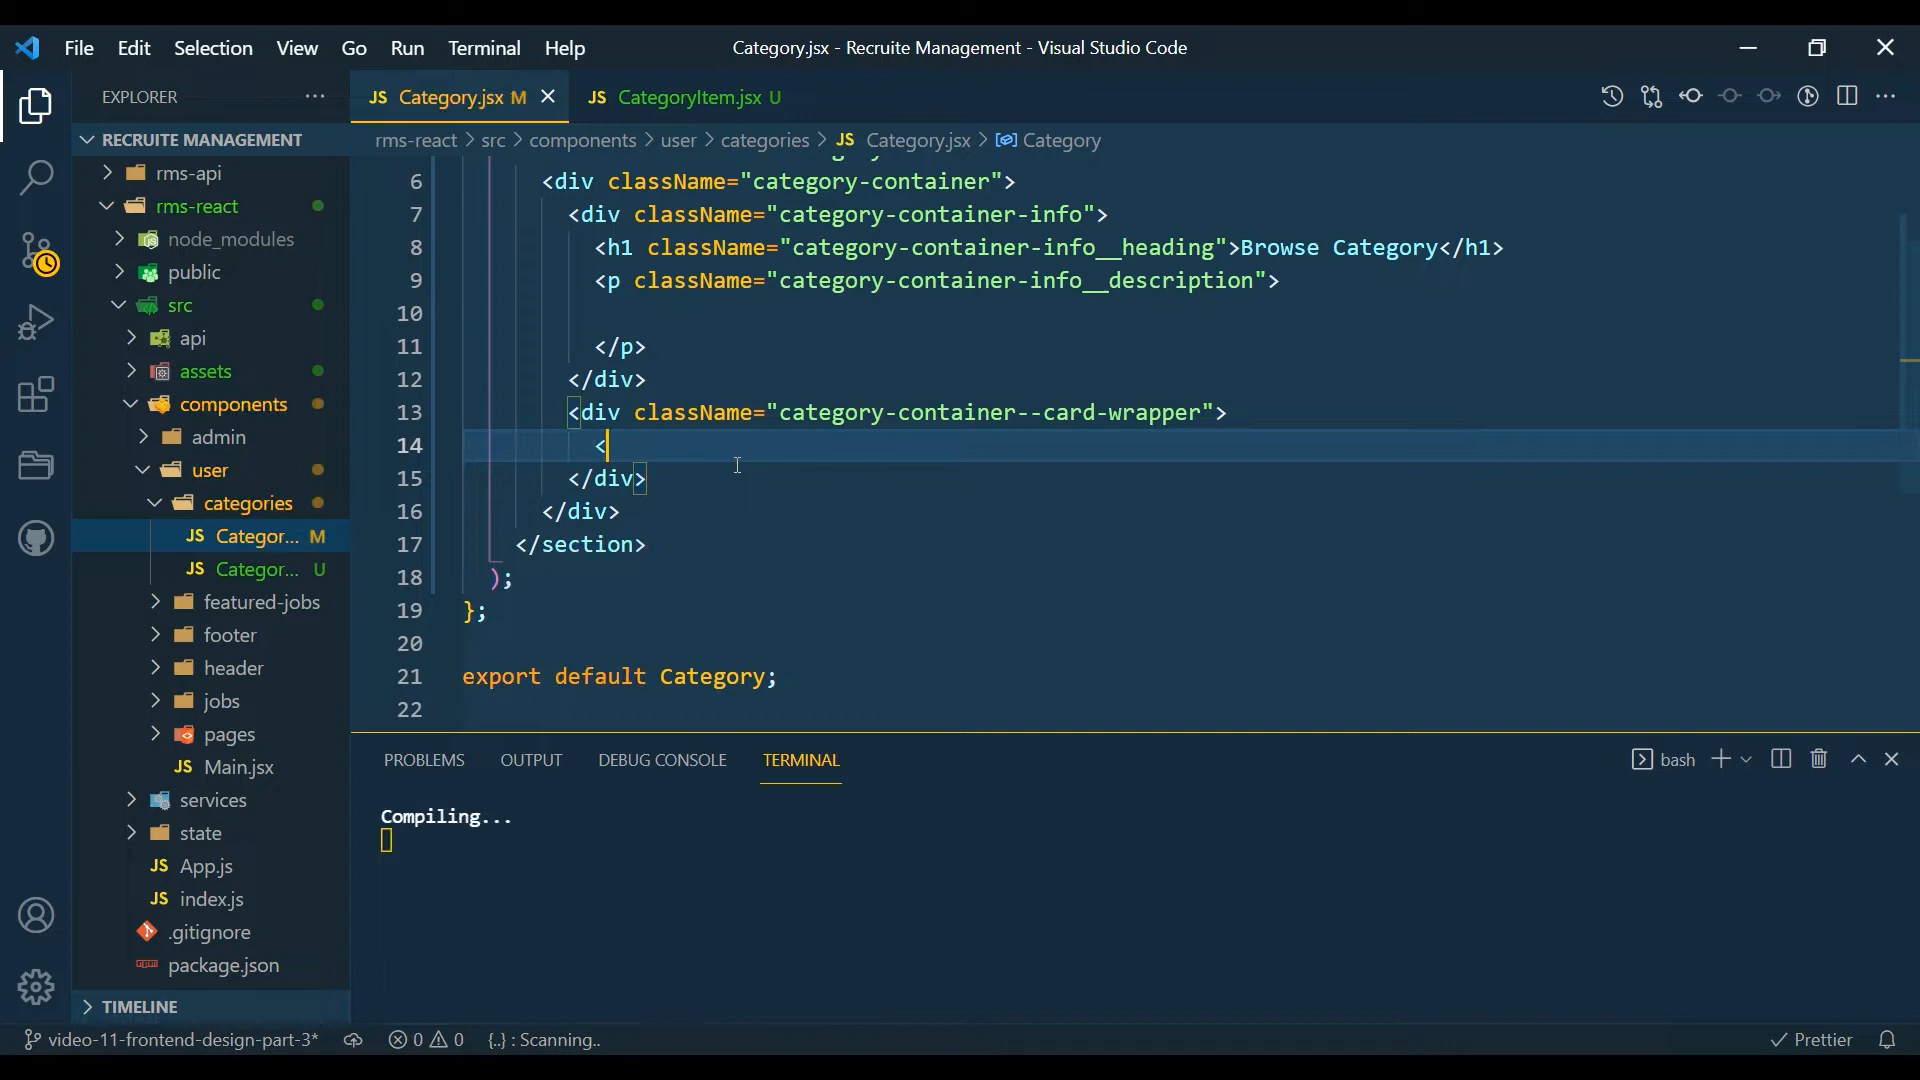 File Edit Selection View Go Run Terminal Help Category.jsx - Recruite Management - Visual Studio Code
EXPLORER
JS Category.jsx M
JS CategoryItem.jsx U
RECRUITE MANAGEMENT
rms-react > src > components > user > categories > JS Category.jsx > Category
rms-api
rms-react
node_modules
public
src
api
assets
components
admin
user
categories
JS Categor... M
JS Categor... U
featured-jobs
footer
header
jobs
pages
JS Main.jsx
services
state
JS App.js
JS index.js
.gitignore
package.json
TIMELINE
6 <div className="category-container">
7 <div className="category-container-info">
8 <h1 className="category-container-info__heading">Browse Category</h1>
9 <p className="category-container-info__description">
10
11 </p>
12 </div>
13 <div className="category-container--card-wrapper">
14 <
15 </div>
16 </div>
17 </section>
18 );
19 };
20
21 export default Category;
22
PROBLEMS OUTPUT DEBUG CONSOLE TERMINAL bash
Compiling...
video-11-frontend-design-part-3* 0 0 {..} : Scanning.. Prettier